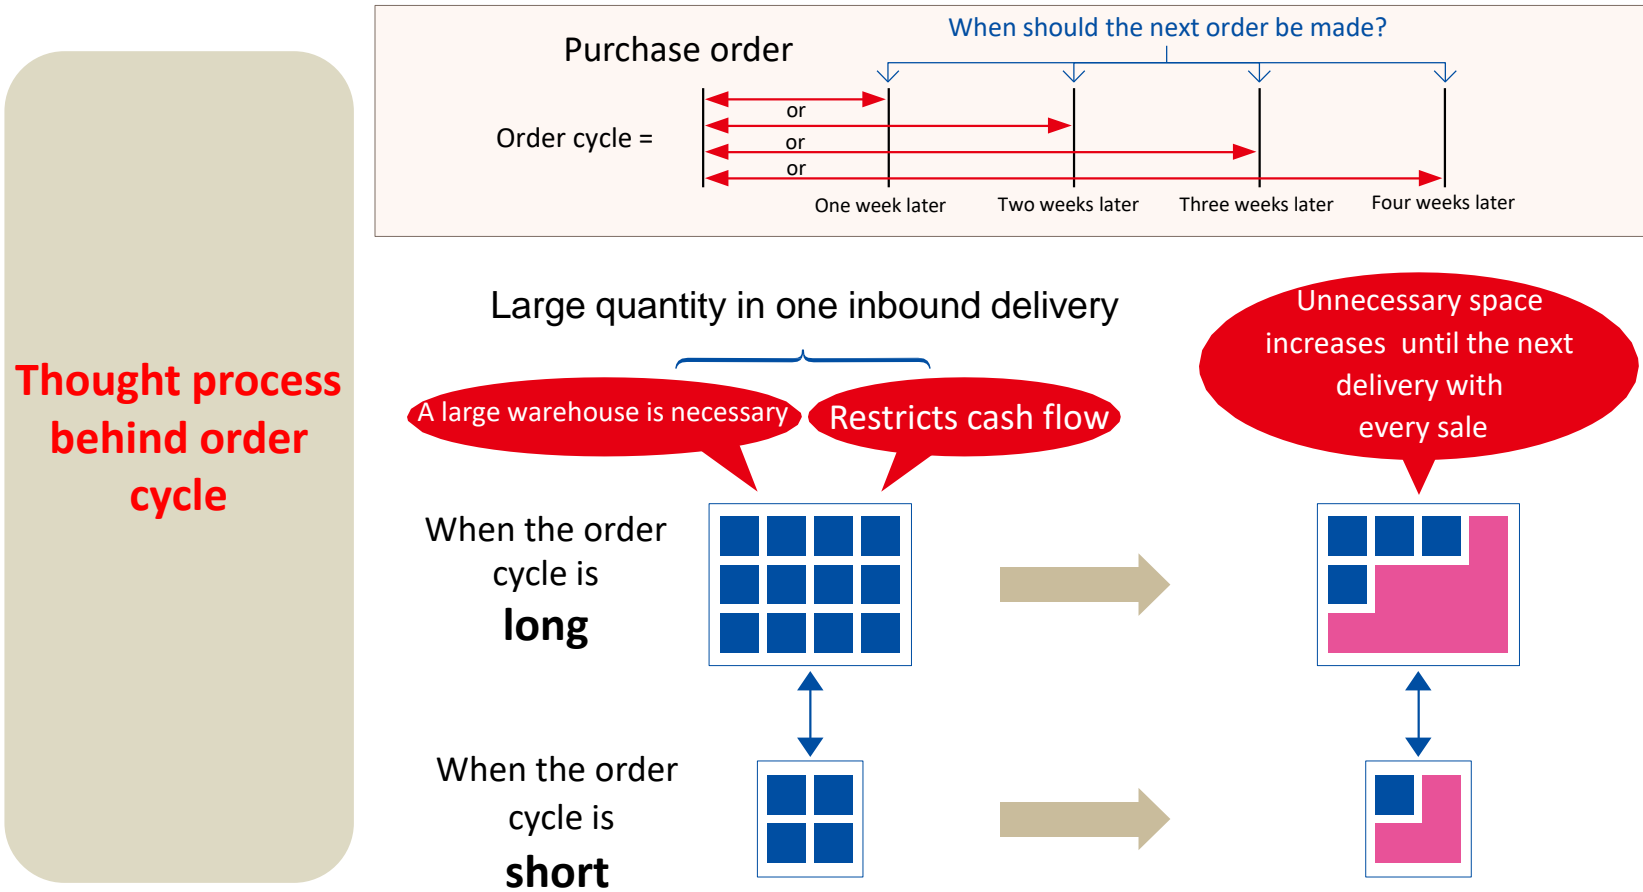 Thought process
behind order
cycle
When should the next order be made?
Purchase order
Order cycle =
or
or
or
One week later
Two weeks later
Three weeks later
Four weeks later
Large quantity in one inbound delivery
A large warehouse is necessary
Restricts cash flow
Unnecessary space
increases  until the next
delivery with
every sale
When the order
cycle is
long
When the order
cycle is
short